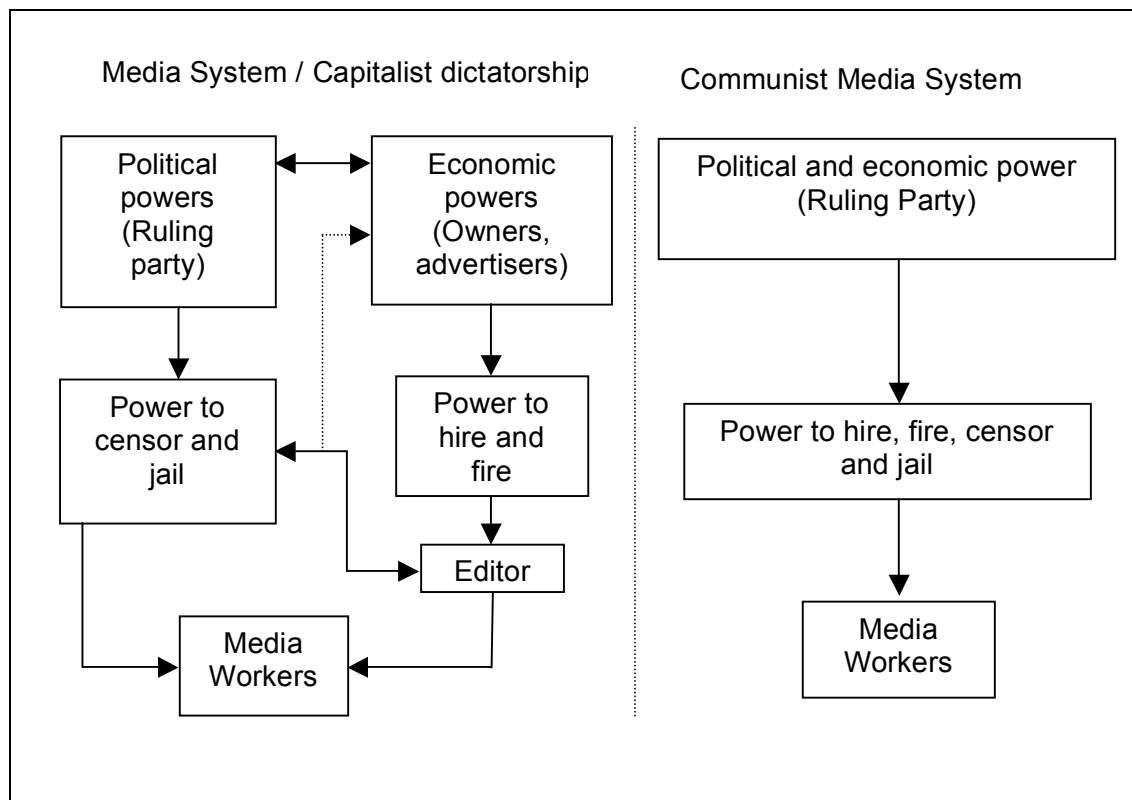 Media System / Capitalist dictatorship
Communist Media System
Political
powers
(Ruling
party)
Economic
powers
(Owners,
advertisers)
Political and economic power
(Ruling Party)
Power to
censor and
jail
Power to
hire and
fire
Power to hire, fire, censor
and jail
Editor
Media
Workers
Media
Workers